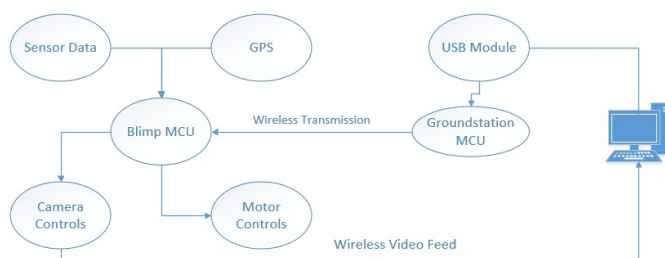 Sensor Data
GPS
USB Module
Blimp MCU
Wireless Transmission
Groundstation
MCU
Camera
Controls
Motor
Controls
Wireless Video Feed